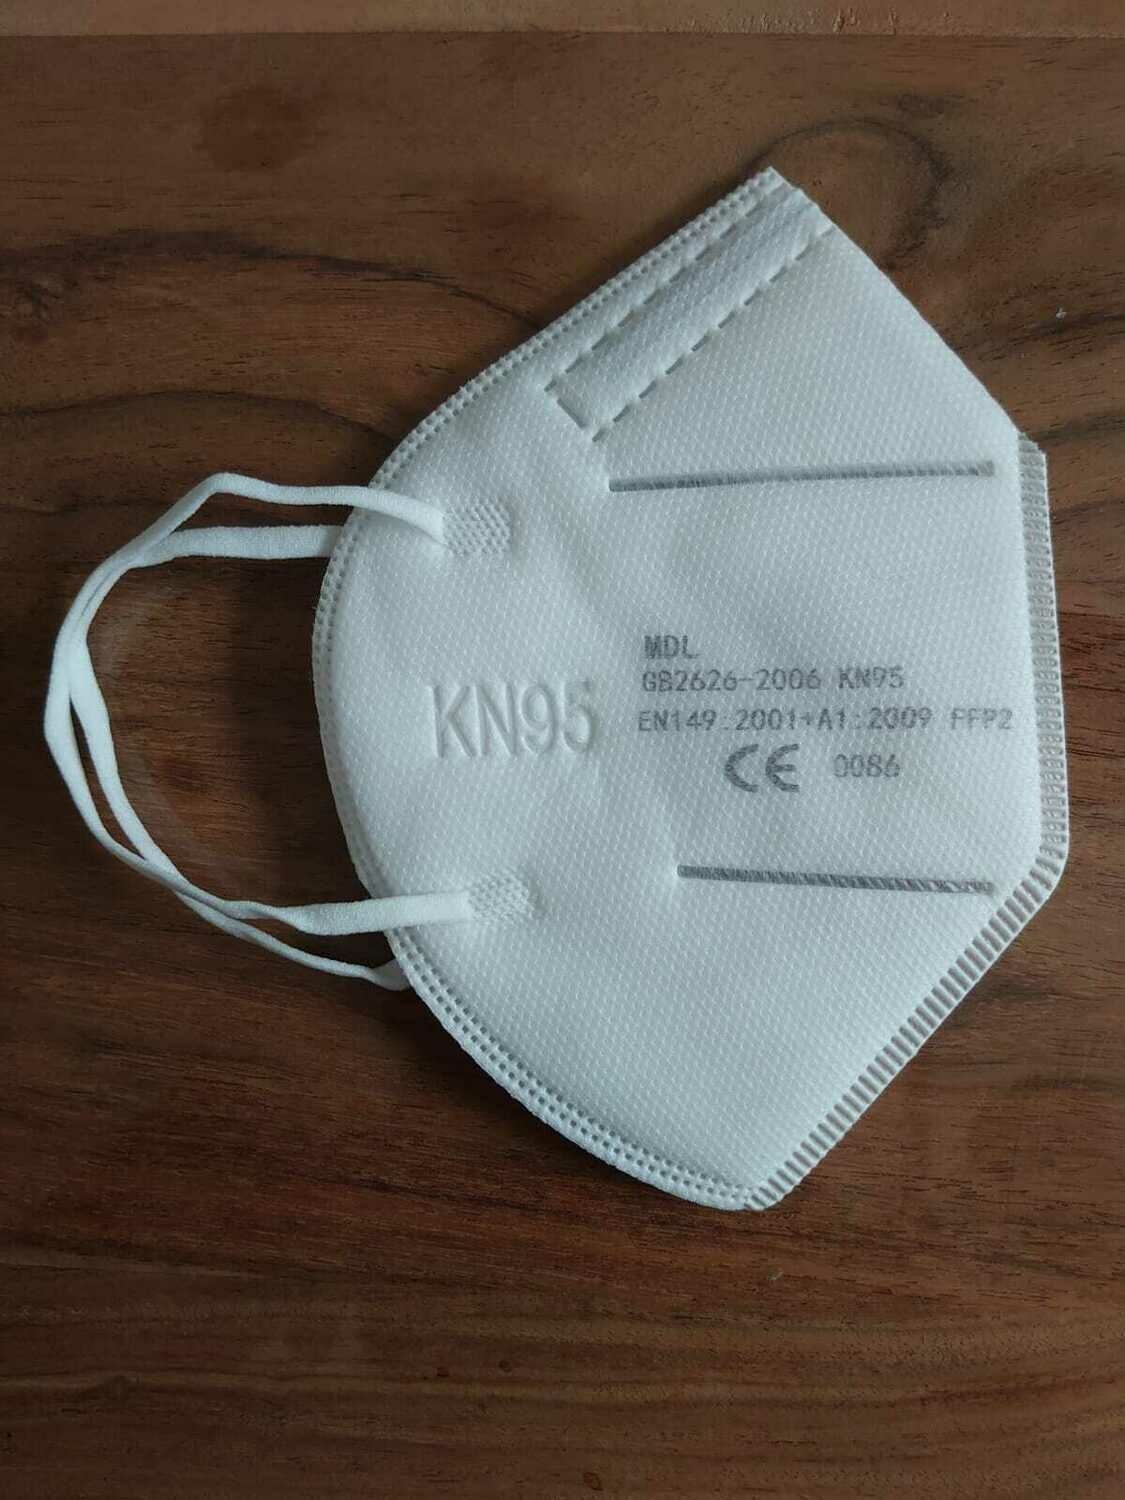 KN95
MDL
GB2626-2006 KN95
EN149:2001+A1:2009 FFP2
CE 0086